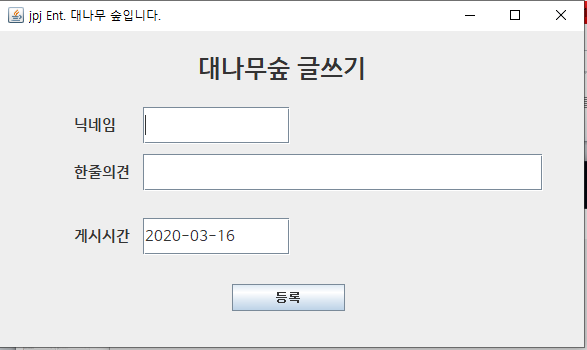 jpj Ent. 대나무 숲입니다.
대나무숲 글쓰기
닉네임
한줄의견
게시시간 2020-03-16
등록